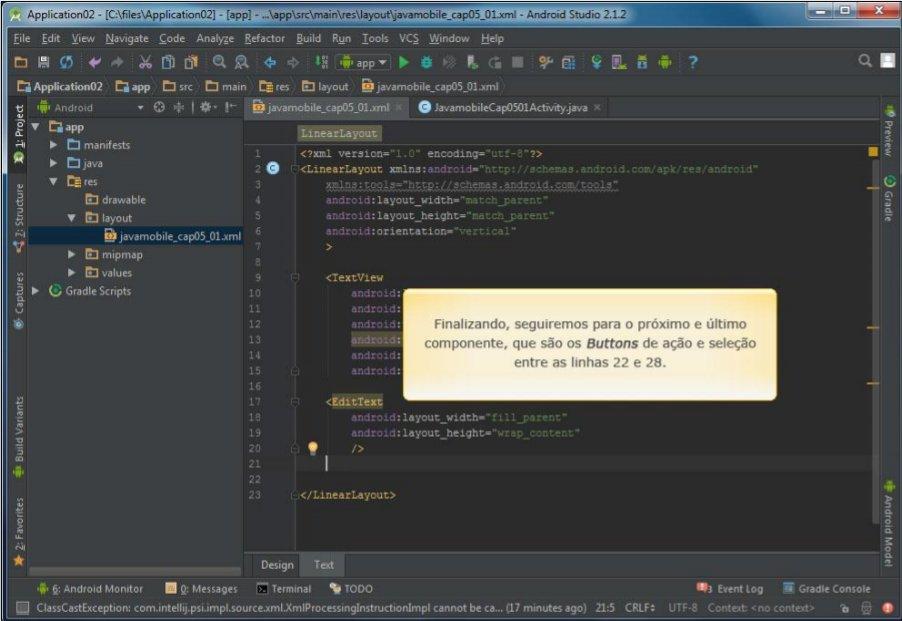 Application02 - [C:\files\Application02] - [app] - ...\app\src\main\res\layout\javamobile_cap05_01.xml - Android Studio 2.1.2
File Edit View Navigate Code Analyze Refactor Build Run Tools VCS Window Help
app
Application02 app src main res layout javamobile_cap05_01.xml
1: Project
Android
javamobile_cap05_01.xml
JavamobileCap0501Activity.java
Preview
app
manifests
java
res
drawable
layout
javamobile_cap05_01.xml
mipmap
values
Gradle Scripts
Z: Structure
Captures
Build Variants
2: Favorites
Gradle
Android Model
LinearLayout
1 <?xml version="1.0" encoding="utf-8"?>
2 <LinearLayout xmlns:android="http://schemas.android.com/apk/res/android"
3 xmlns:tools="http://schemas.android.com/tools"
4 android:layout_width="match_parent"
5 android:layout_height="match_parent"
6 android:orientation="vertical"
7 >
8
9 <TextView
10 android:
11 android:
12 android:
13 android:
14 android:
15 android:
16
17 <EditText
18 android:layout_width="fill_parent"
19 android:layout_height="wrap_content"
20 />
21
22
23 </LinearLayout>
Finalizando, seguiremos para o próximo e último
componente, que são os Buttons de ação e seleção
entre as linhas 22 e 28.
Design Text
6: Android Monitor 0: Messages Terminal TODO Event Log Gradle Console
ClassCastException: com.intellij.psi.impl.source.xml.XmlProcessingInstructionImpl cannot be ca... (17 minutes ago) 21:5 CRLF UTF-8 Context: <no context>